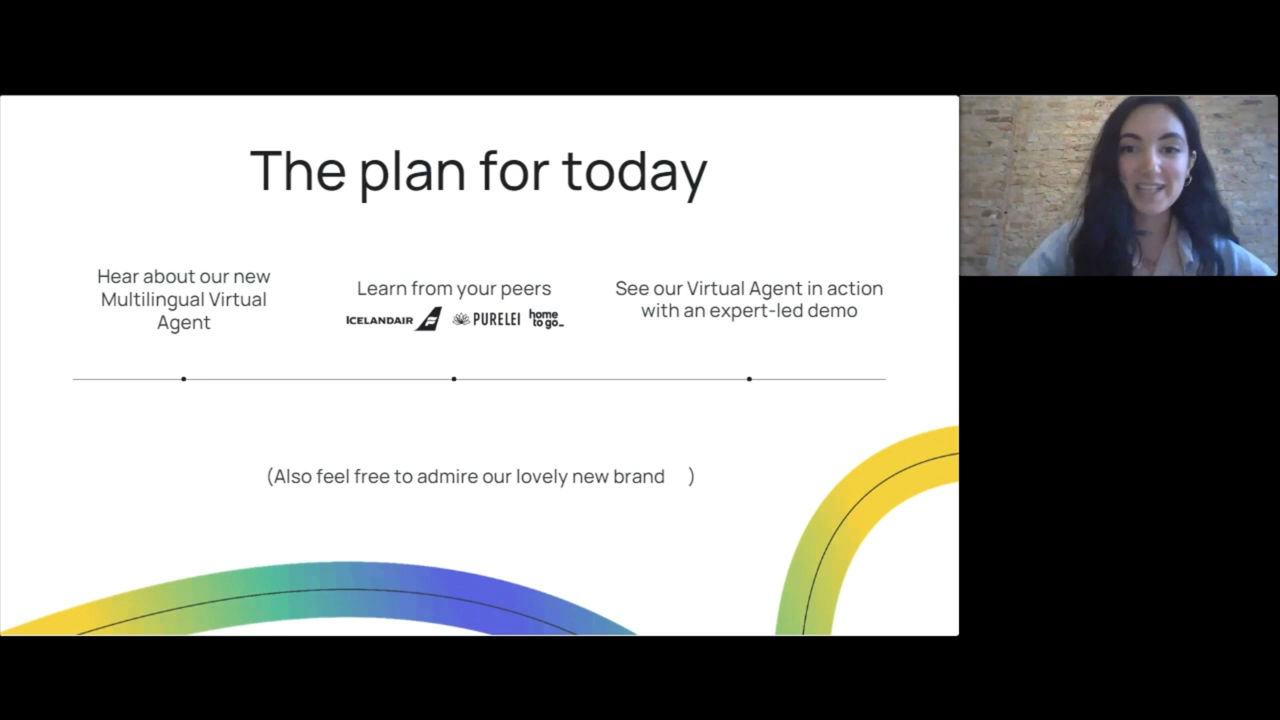 The plan for today
Hear about our new
Multilingual Virtual
Agent
Learn from your peers
ICELANDAIR PURELEI home
to go_
See our Virtual Agent in action
with an expert-led demo
(Also feel free to admire our lovely new brand )